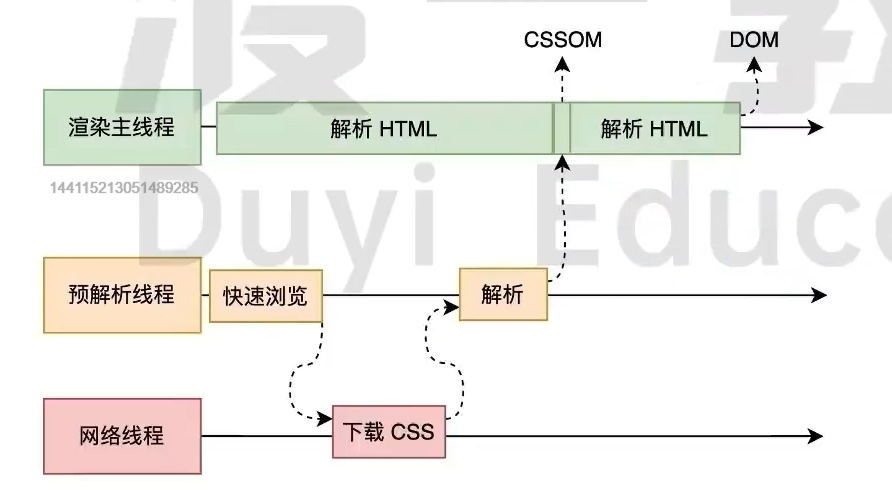 CSSOM
DOM
渲染主线程
解析 HTML
解析 HTML
144115213051489285
Duyi Educa
预解析线程
快速浏览
解析
网络线程
下载 CSS